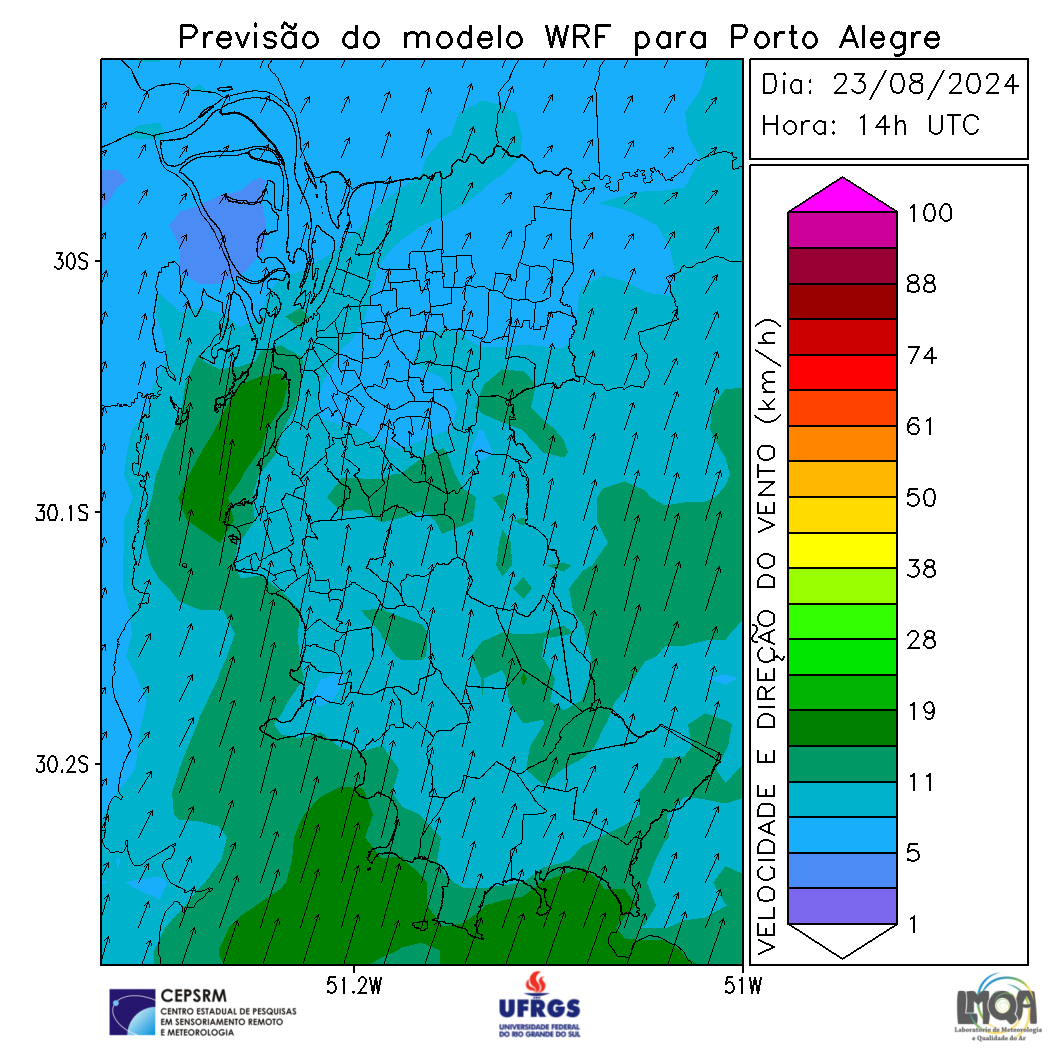 Previsão do modelo WRF para Porto Alegre
Dia: 23/08/2024
Hora: 14h UTC
30S
30.1S
30.2S
51.2W
51W
VELOCIDADE E DIREÇÃO DO VENTO (km/h)
100
88
74
61
50
38
28
19
11
5
1
CEPSRM
CENTRO ESTADUAL DE PESQUISAS
EM SENSORIAMENTO REMOTO
E METEOROLOGIA
UFRGS
UNIVERSIDADE FEDERAL
DO RIO GRANDE DO SUL
LMQA
Laboratório de Meteorologia
e Qualidade do Ar